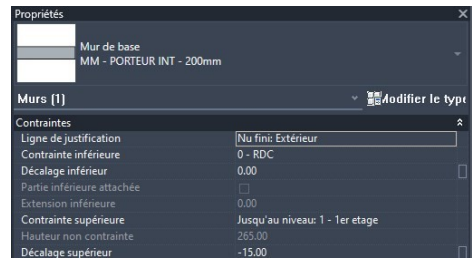 Propriétés
Mur de base
MM - PORTEUR INT - 200mm
Murs (1)
Modifier le type
Contraintes
Ligne de justification Nu fini: Extérieur
Contrainte inférieure 0 - RDC
Décalage inférieur 0.00
Partie inférieure attachée
Extension inférieure 0.00
Contrainte supérieure Jusqu'au niveau: 1 - 1er etage
Hauteur non contrainte 265.00
Décalage supérieur -15.00